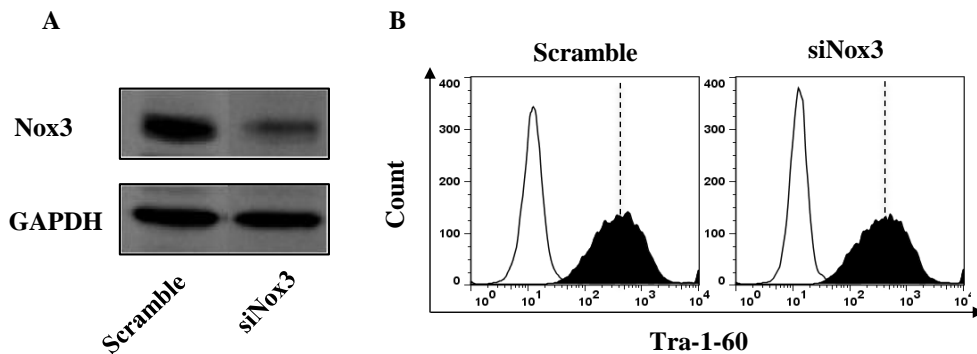 A
B
Scramble
siNox3
Nox3
GAPDH
Scramble
siNox3
Count
400
300
200
100
0
10⁰ 10¹ 10² 10³ 10⁴
400
300
200
100
0
10⁰ 10¹ 10² 10³ 10⁴
Tra-1-60